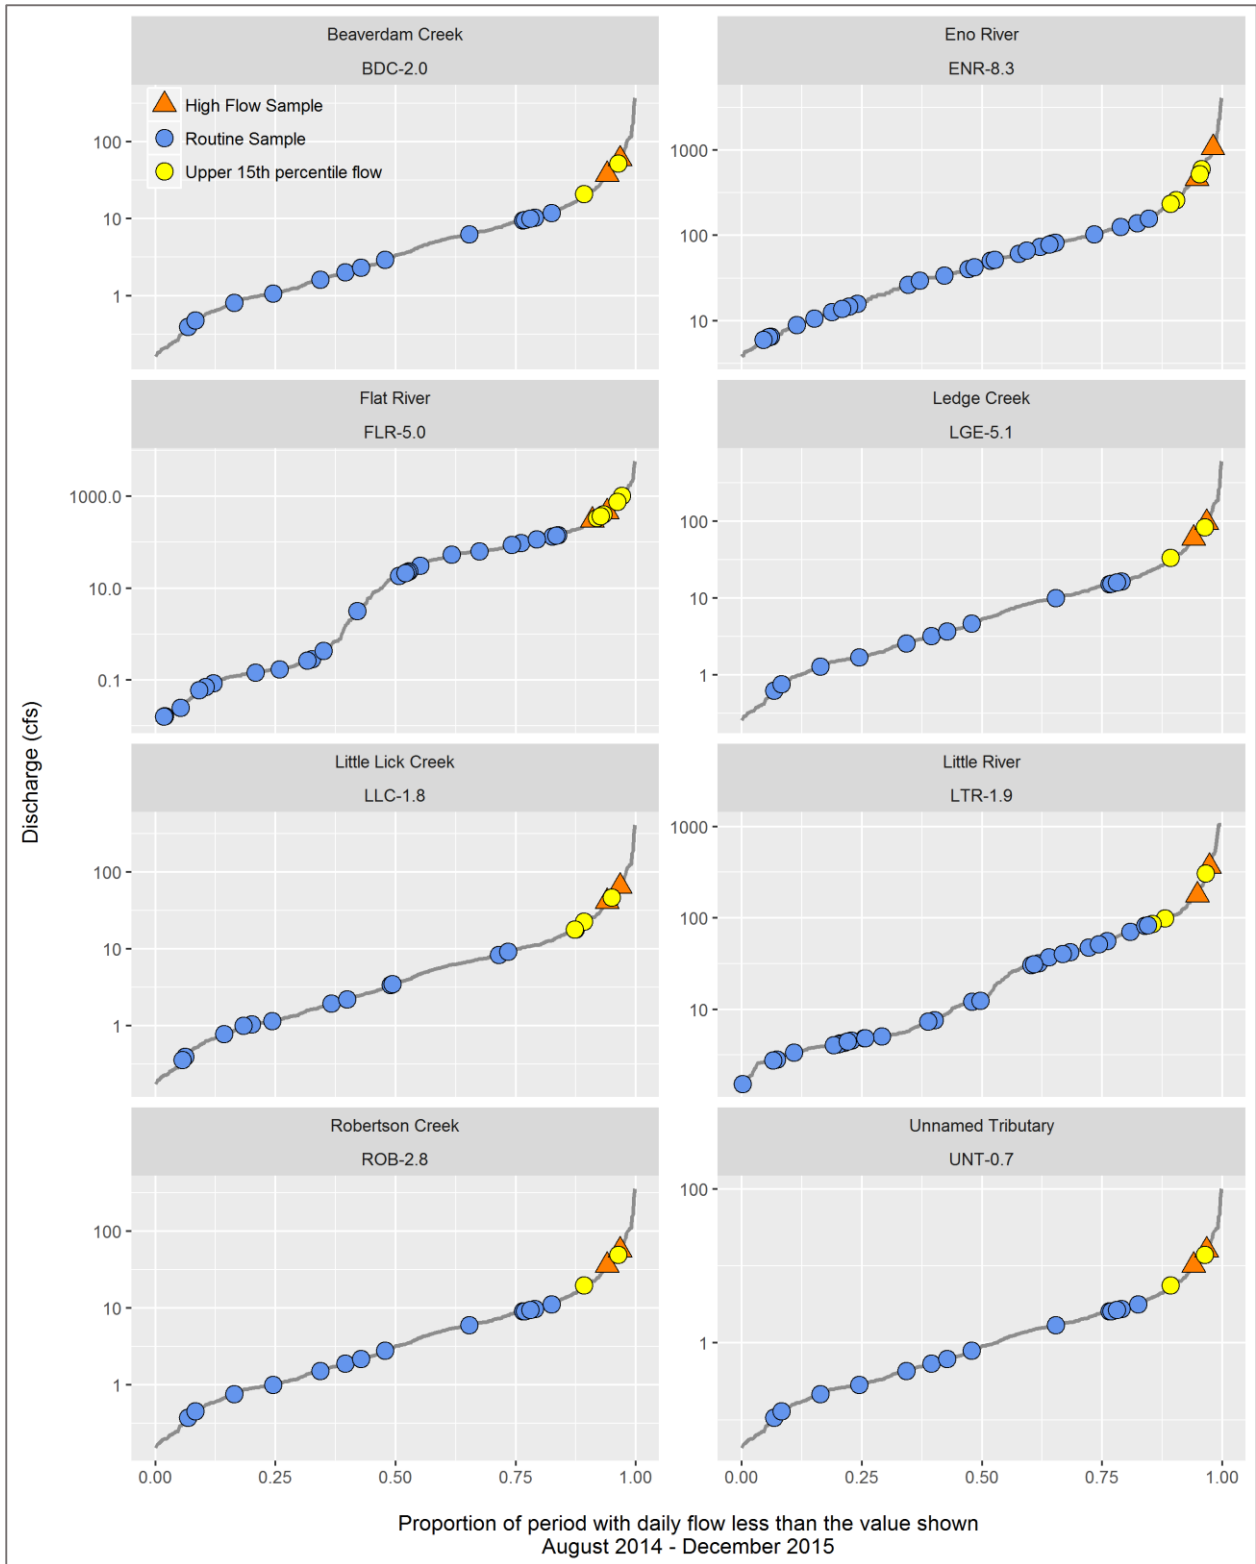 Beaverdam Creek
BDC-2.0
High Flow Sample
Routine Sample
Upper 15th percentile flow
100
10
1
Eno River
ENR-8.3
1000
100
10
Flat River
FLR-5.0
1000.0
10.0
0.1
Ledge Creek
LGE-5.1
100
10
1
Little Lick Creek
LLC-1.8
100
10
1
Little River
LTR-1.9
1000
100
10
Robertson Creek
ROB-2.8
100
10
1
Unnamed Tributary
UNT-0.7
100
1
0.00 0.25 0.50 0.75 1.00
0.00 0.25 0.50 0.75 1.00
Discharge (cfs)
Proportion of period with daily flow less than the value shown
August 2014 - December 2015